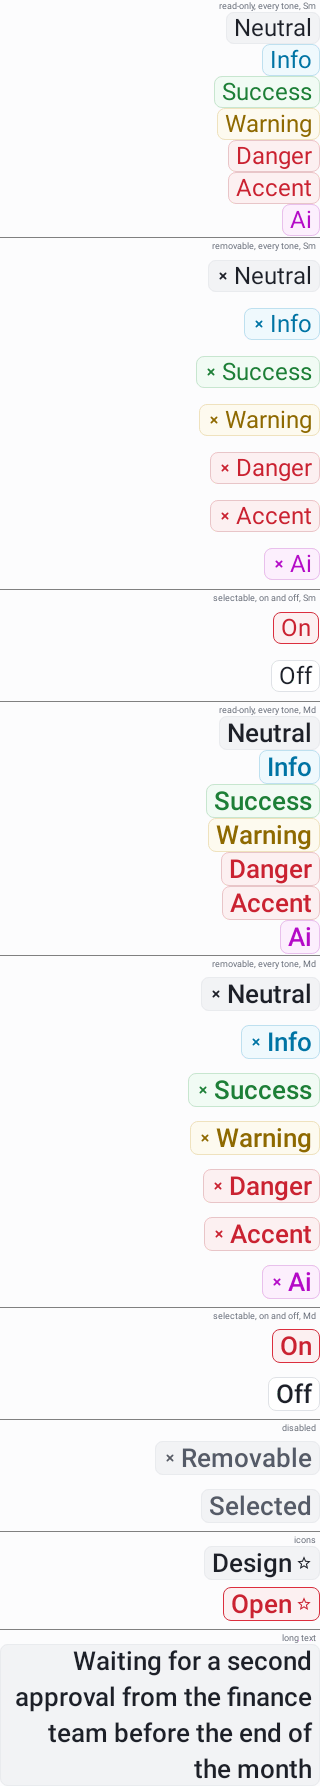 read-only, every tone, Sm
Neutral
Info
Success
Warning
Danger
Accent
Ai
removable, every tone, Sm
× Neutral
× Info
× Success
× Warning
× Danger
× Accent
× Ai
selectable, on and off, Sm
On
Off
read-only, every tone, Md
Neutral
Info
Success
Warning
Danger
Accent
Ai
removable, every tone, Md
× Neutral
× Info
× Success
× Warning
× Danger
× Accent
× Ai
selectable, on and off, Md
On
Off
disabled
× Removable
Selected
icons
Design ☆
Open ☆
long text
Waiting for a second
approval from the finance
team before the end of
the month